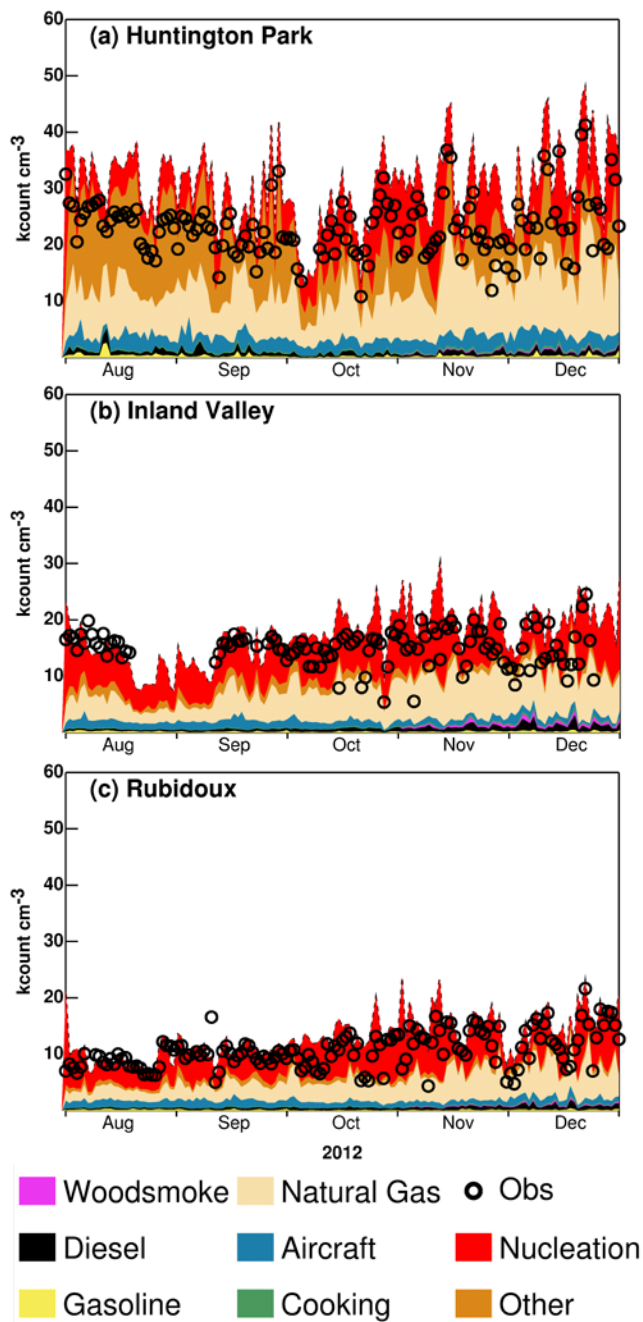 (a) Huntington Park
kcount cm-3
60
50
40
30
20
10
Aug Sep Oct Nov Dec
(b) Inland Valley
kcount cm-3
60
50
40
30
20
10
Aug Sep Oct Nov Dec
(c) Rubidoux
kcount cm-3
60
50
40
30
20
10
Aug Sep Oct Nov Dec
2012
Woodsmoke Natural Gas Obs
Diesel Aircraft Nucleation
Gasoline Cooking Other